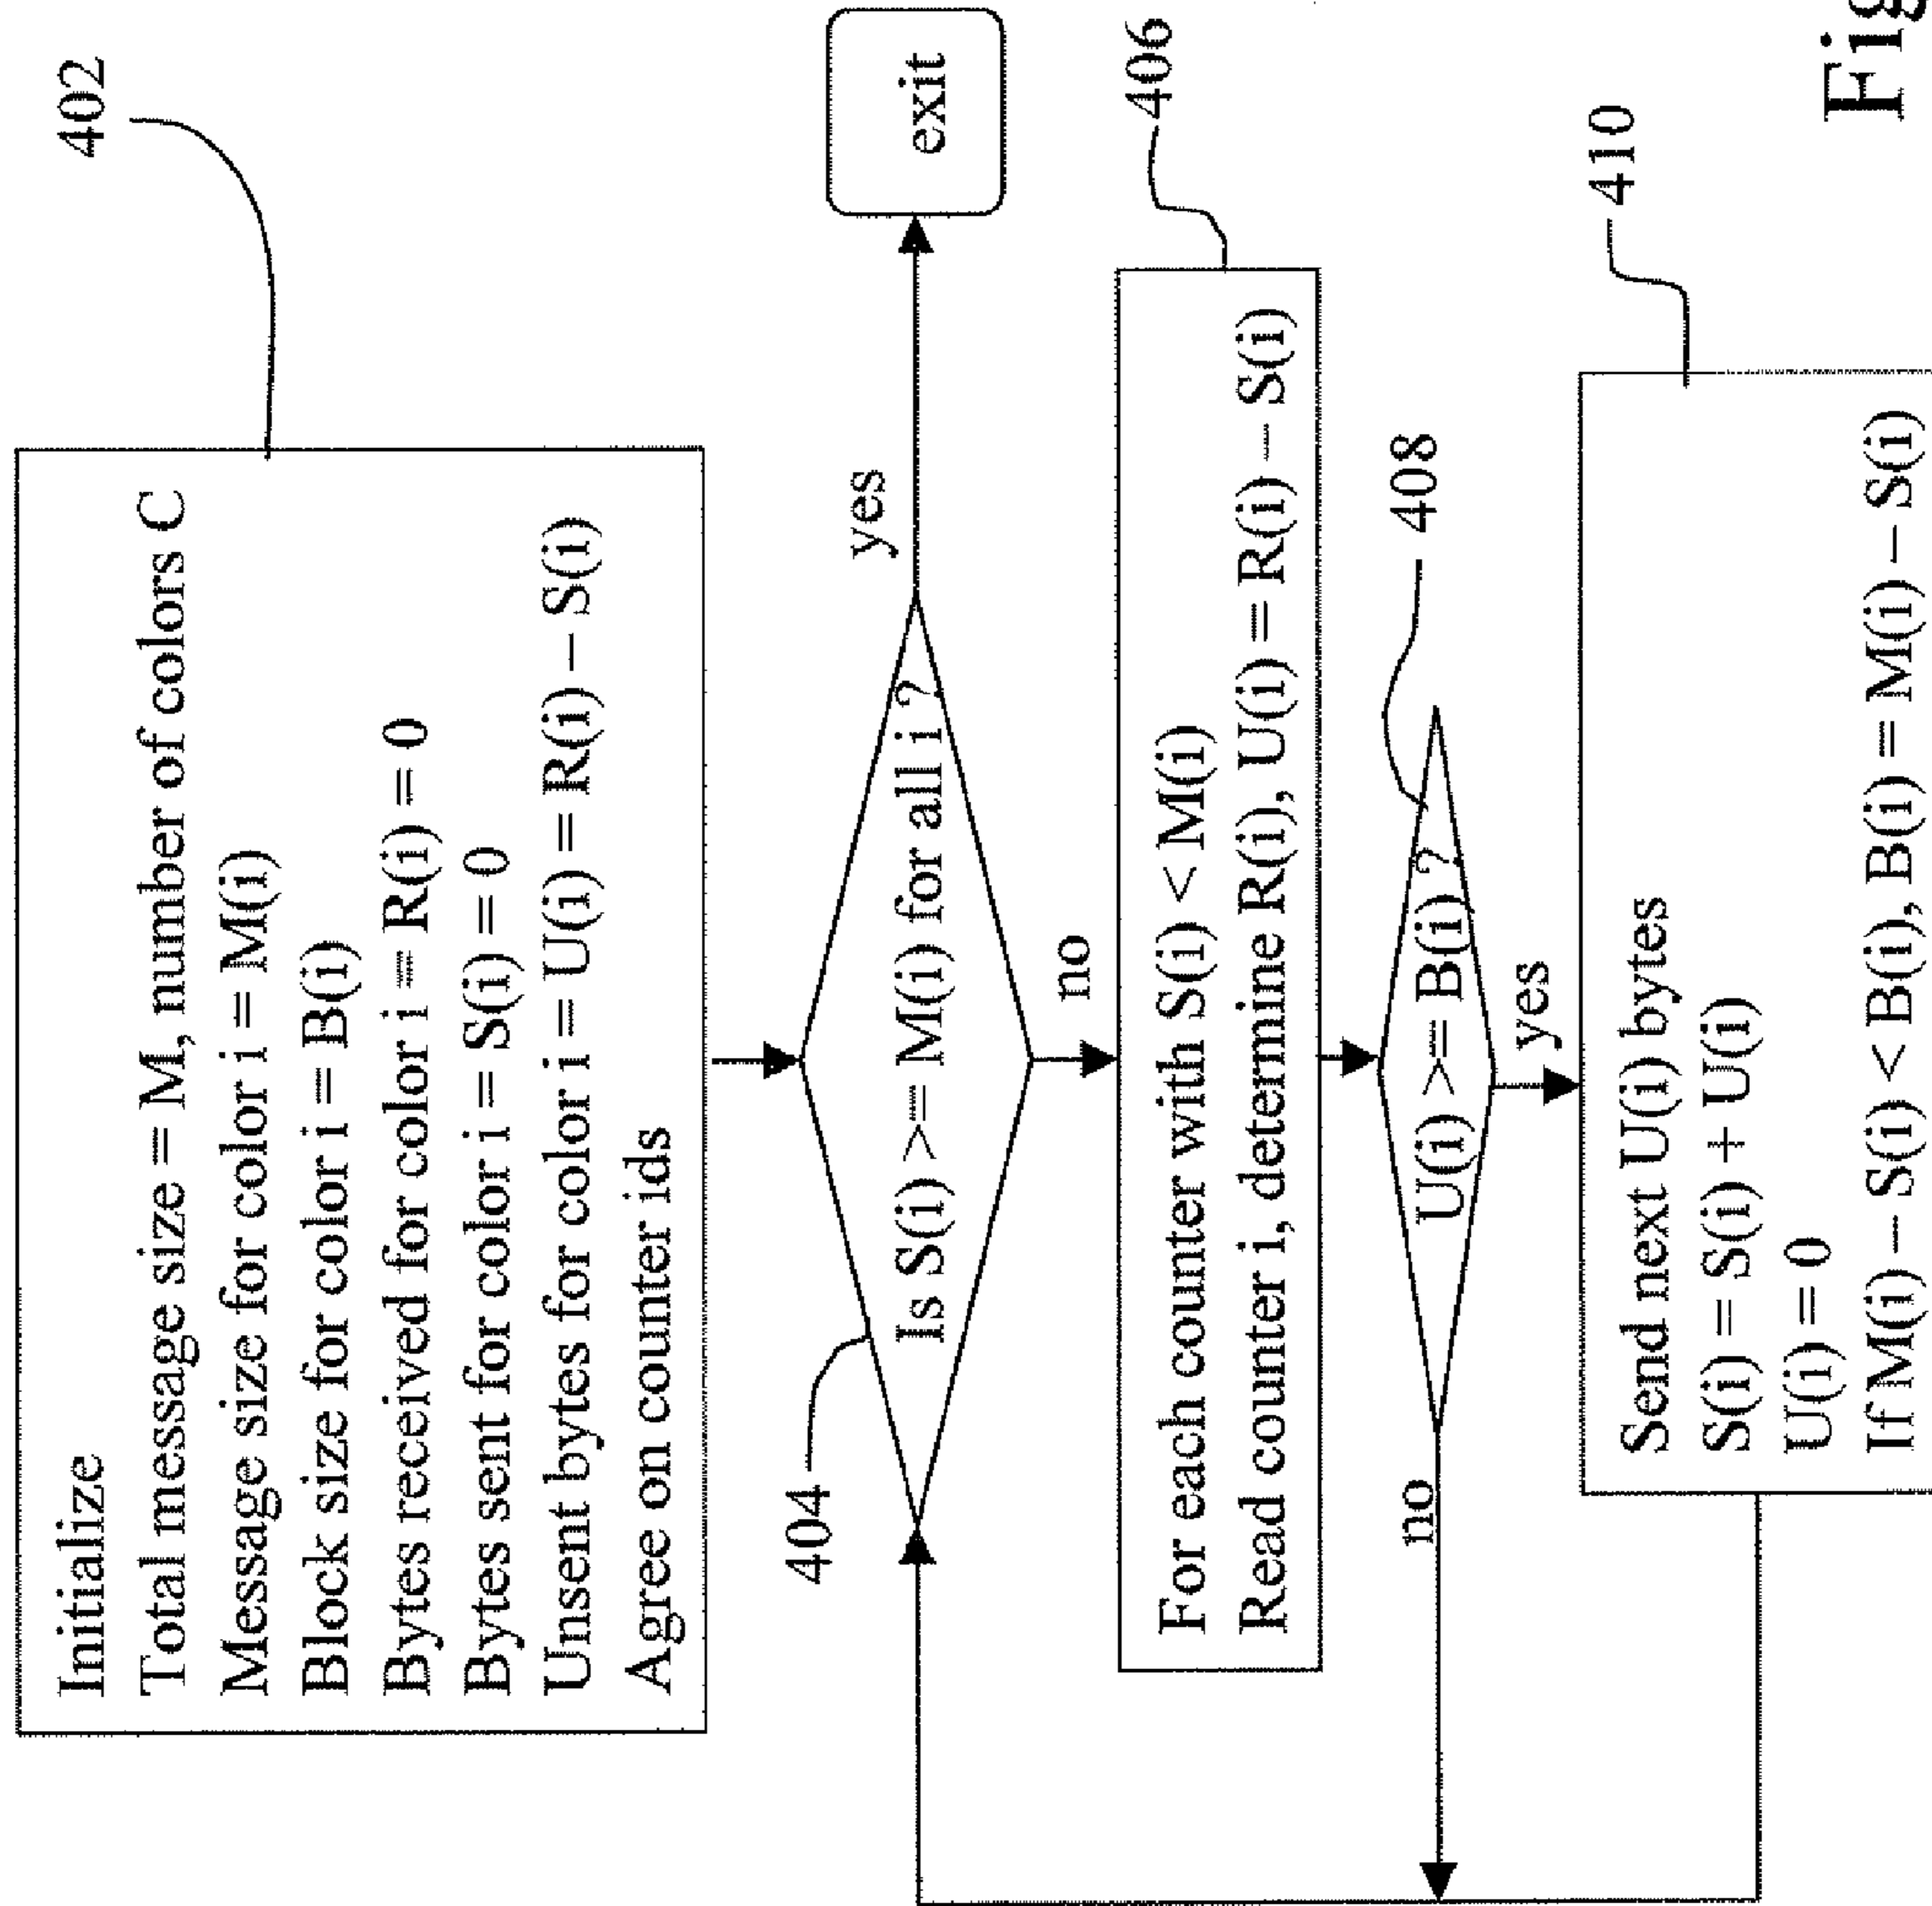 402
Initialize
Total message size = M, number of colors C
Message size for color i = M(i)
Block size for color i = B(i)
Bytes received for color i = R(i) = 0
Bytes sent for color i = S(i) = 0
Unsent bytes for color i = U(i) = R(i) – S(i)
Agree on counter ids
404
Is S(i) >= M(i) for all i ?
yes
exit
no
406
For each counter with S(i) < M(i)
Read counter i, determine R(i), U(i) = R(i) – S(i)
408
U(i) >= B(i) ?
no
yes
410
Send next U(i) bytes
S(i) = S(i) + U(i)
U(i) = 0
If M(i) – S(i) < B(i), B(i) = M(i) – S(i)